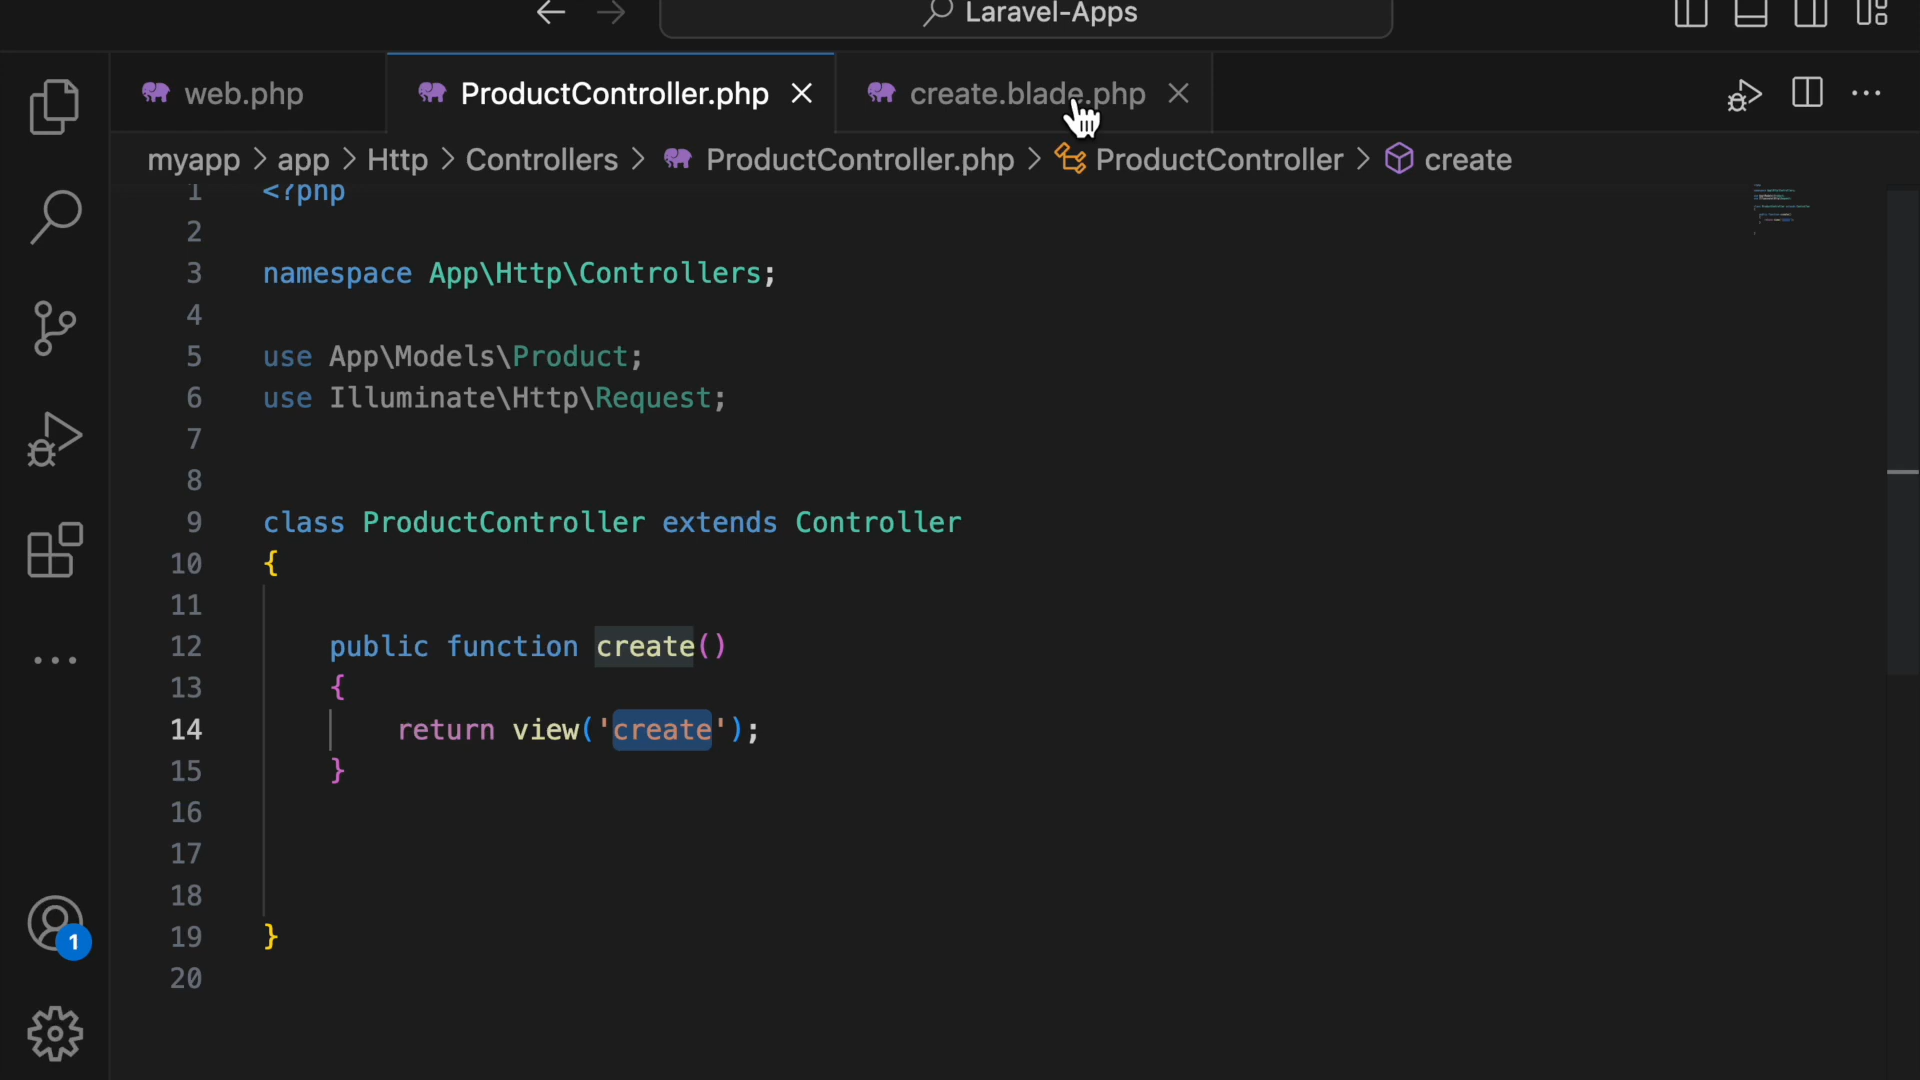 Laravel-Apps
web.php
ProductController.php
create.blade.php
myapp > app > Http > Controllers > ProductController.php > ProductController > create
1 <?php
2
3 namespace App\Http\Controllers;
4
5 use App\Models\Product;
6 use Illuminate\Http\Request;
7
8
9 class ProductController extends Controller
10 {
11
12 public function create()
13 {
14 return view('create');
15 }
16
17
18
19 }
20
1